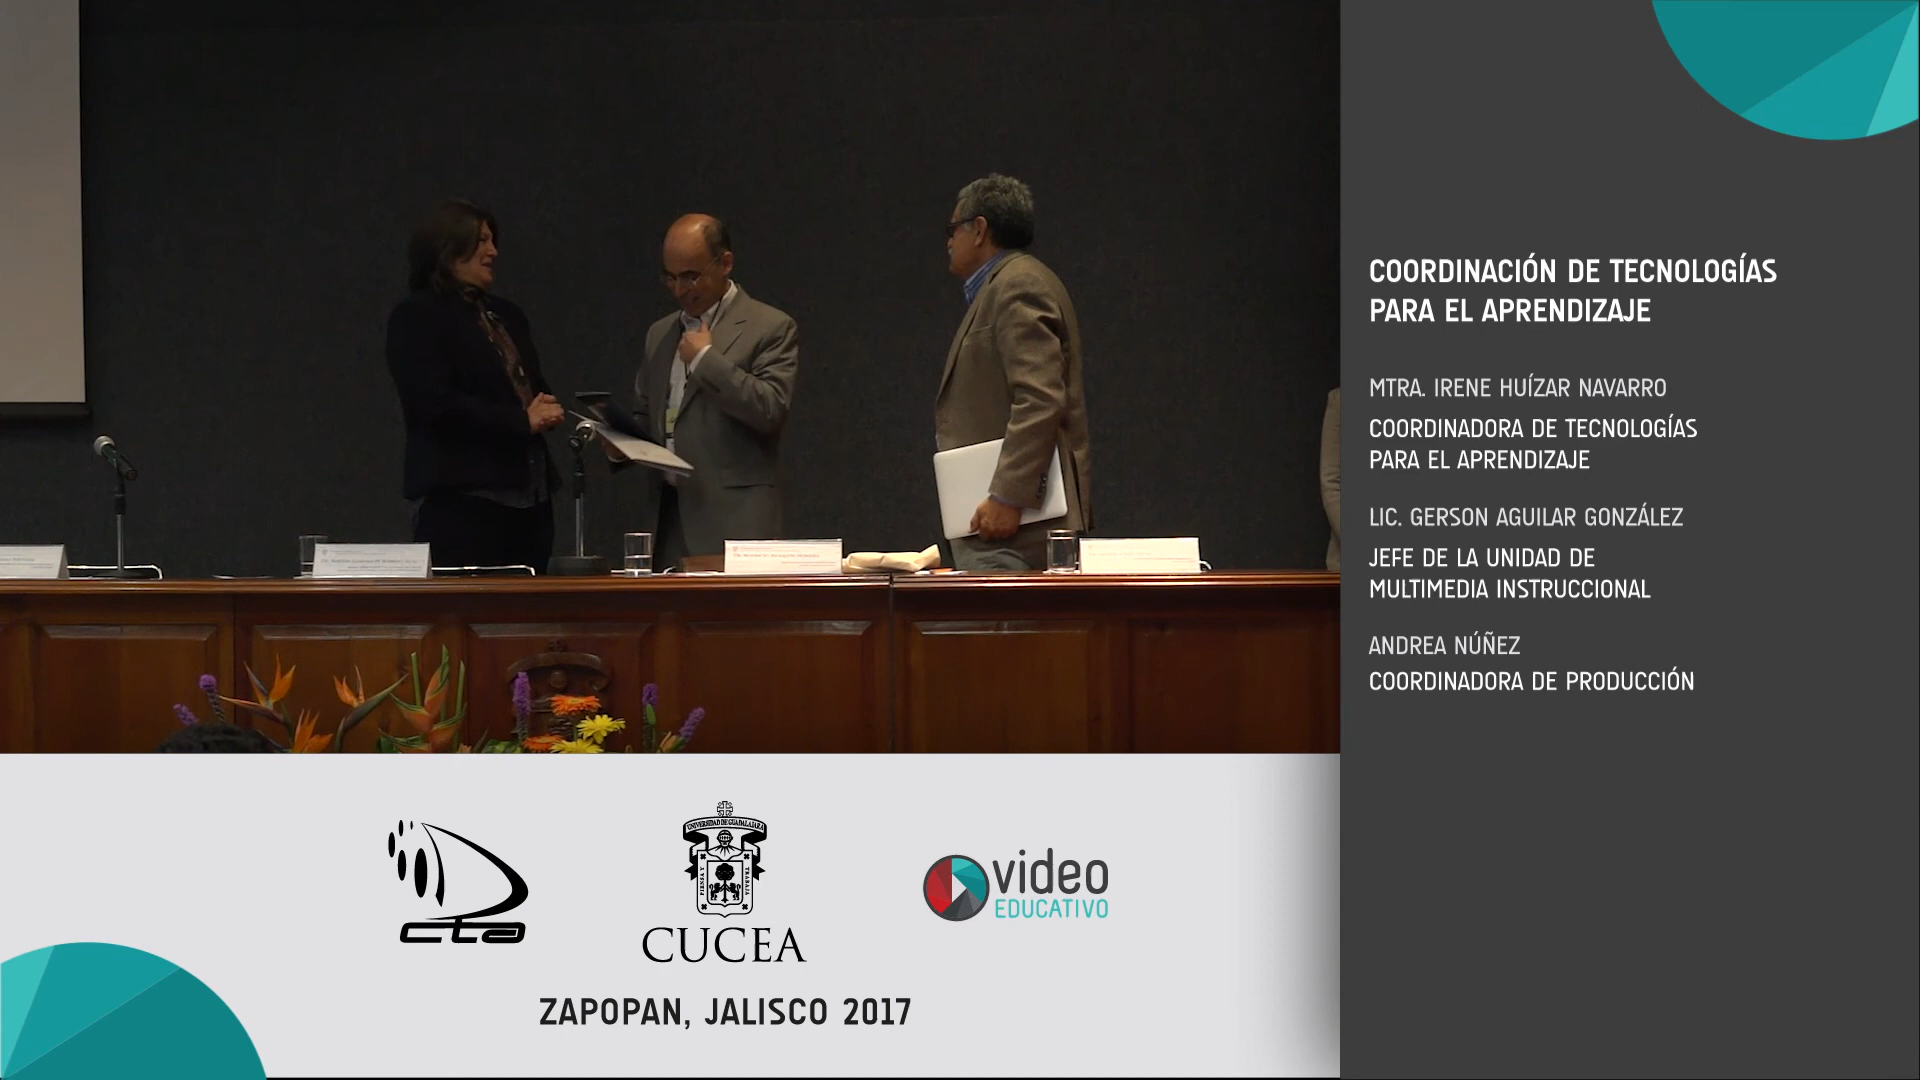 COORDINACIÓN DE TECNOLOGÍAS
PARA EL APRENDIZAJE
MTRA. IRENE HUÍZAR NAVARRO
COORDINADORA DE TECNOLOGÍAS
PARA EL APRENDIZAJE
LIC. GERSON AGUILAR GONZÁLEZ
JEFE DE LA UNIDAD DE
MULTIMEDIA INSTRUCCIONAL
ANDREA NÚÑEZ
COORDINADORA DE PRODUCCIÓN
cta
UNIVERSIDAD DE GUADALAJARA
PIENSA Y
TRABAJA
CUCEA
video
EDUCATIVO
ZAPOPAN, JALISCO 2017